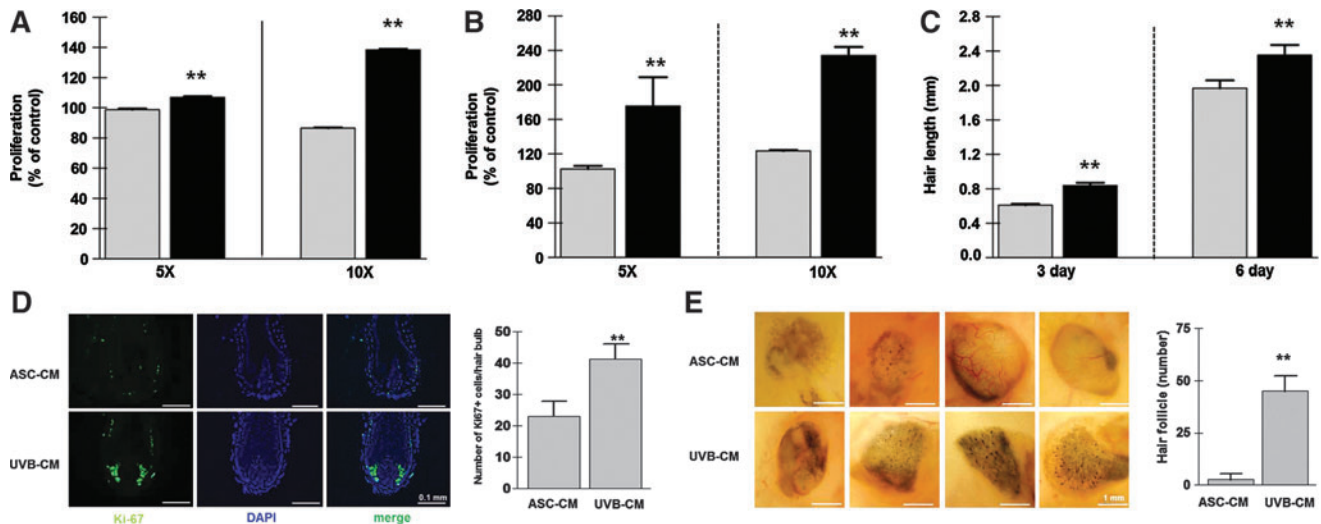 A
Proliferation
(% of control)
160
140
120
100
80
60
40
20
0
**
**
5X
10X
B
Proliferation
(% of control)
280
240
200
160
120
80
40
0
**
**
5X
10X
C
Hair length (mm)
2.8
2.4
2.0
1.6
1.2
0.8
0.4
0.0
**
**
3 day
6 day
D
ASC-CM
UVB-CM
0.1 mm
Ki-67
DAPI
merge
Number of Ki67+ cells/hair bulb
50
40
30
20
10
0
**
ASC-CM
UVB-CM
E
ASC-CM
UVB-CM
1 mm
Hair follicle (number)
75
50
25
0
**
ASC-CM
UVB-CM